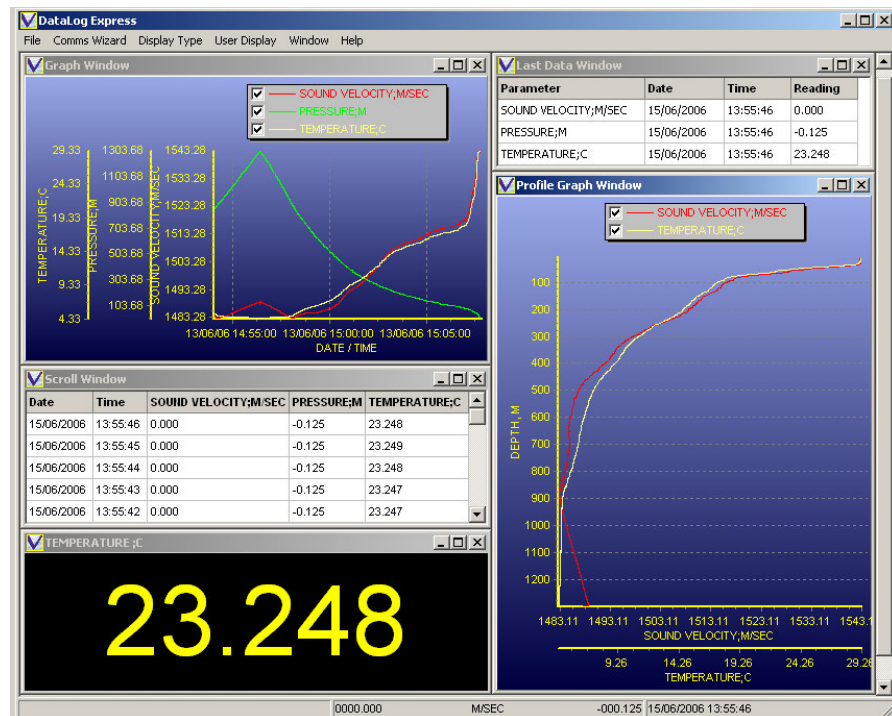 DataLog Express
File Comms Wizard Display Type User Display Window Help
Graph Window
SOUND VELOCITY;M/SEC
PRESSURE;M
TEMPERATURE;C
29.33 1303.68 1543.28
24.33 1103.68 1533.28
903.68 1523.28
19.33 703.68 1513.28
14.33 503.68 1503.28
9.33 303.68 1493.28
4.33 103.68 1483.28
TEMPERATURE;C
PRESSURE;M
SOUND VELOCITY;M/SEC
13/06/06 14:55:00 13/06/06 15:00:00 13/06/06 15:05:00
DATE / TIME
Last Data Window
Parameter Date Time Reading
SOUND VELOCITY;M/SEC 15/06/2006 13:55:46 0.000
PRESSURE;M 15/06/2006 13:55:46 -0.125
TEMPERATURE;C 15/06/2006 13:55:46 23.248
Scroll Window
Date Time SOUND VELOCITY;M/SEC PRESSURE;M TEMPERATURE;C
15/06/2006 13:55:46 0.000 -0.125 23.248
15/06/2006 13:55:45 0.000 -0.125 23.249
15/06/2006 13:55:44 0.000 -0.125 23.248
15/06/2006 13:55:43 0.000 -0.125 23.247
15/06/2006 13:55:42 0.000 -0.125 23.247
TEMPERATURE ;C
23.248
Profile Graph Window
SOUND VELOCITY;M/SEC
TEMPERATURE;C
100
200
300
400
500
600
700
800
900
1000
1100
1200
DEPTH, M
1483.11 1493.11 1503.11 1513.11 1523.11 1533.11 1543.1
SOUND VELOCITY;M/SEC
9.26 14.26 19.26 24.26 29.26
TEMPERATURE;C
0000.000 M/SEC -000.125 15/06/2006 13:55:46